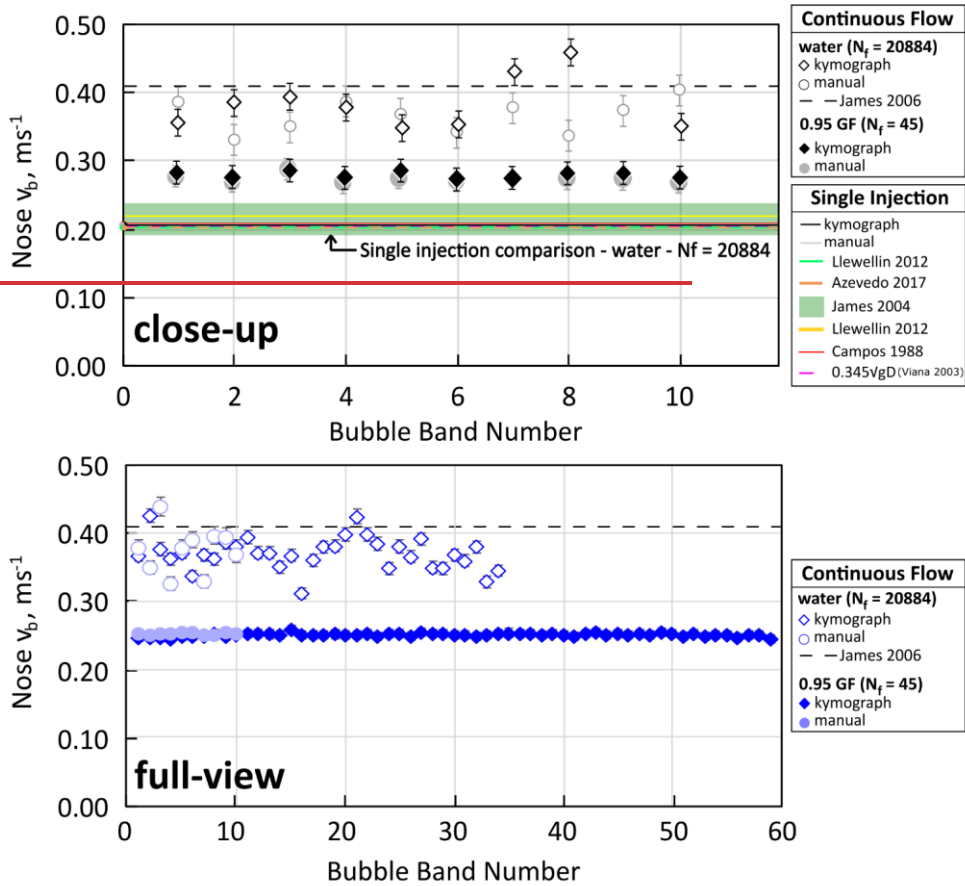 0.50
0.40
0.30
0.20
0.10
0.00
Nose v_b, ms⁻¹
Single injection comparison - water - Nf = 20884
close-up
0 2 4 6 8 10
Bubble Band Number
Continuous Flow
water (N_f = 20884)
kymograph
manual
James 2006
0.95 GF (N_f = 45)
kymograph
manual
Single Injection
kymograph
manual
Llewellin 2012
Azevedo 2017
James 2004
Llewellin 2012
Campos 1988
0.345√gD (Viana 2003)
0.50
0.40
0.30
0.20
0.10
0.00
Nose v_b, ms⁻¹
full-view
0 10 20 30 40 50 60
Bubble Band Number
Continuous Flow
water (N_f = 20884)
kymograph
manual
James 2006
0.95 GF (N_f = 45)
kymograph
manual